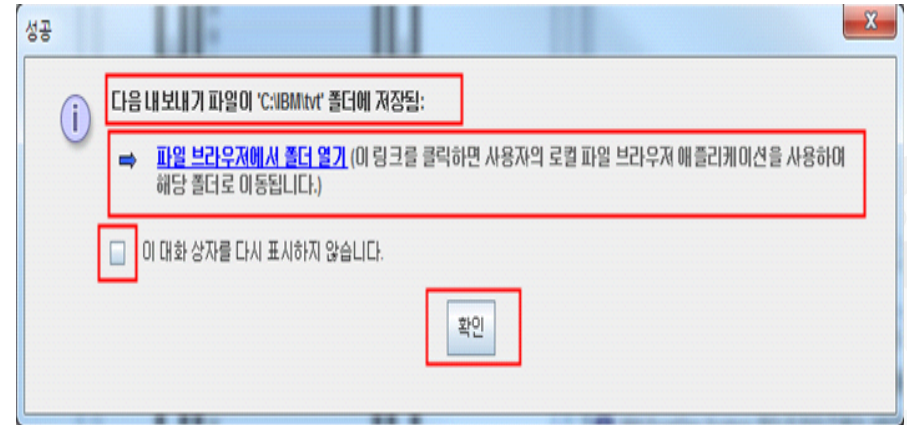 성공
다음 내보내기 파일이 'C:\IBM\tvt' 폴더에 저장됨:
파일 브라우저에서 폴더 열기 (이 링크를 클릭하면 사용자의 로컬 파일 브라우저 애플리케이션을 사용하여
해당 폴더로 이동됩니다.)
이 대화 상자를 다시 표시하지 않습니다.
확인